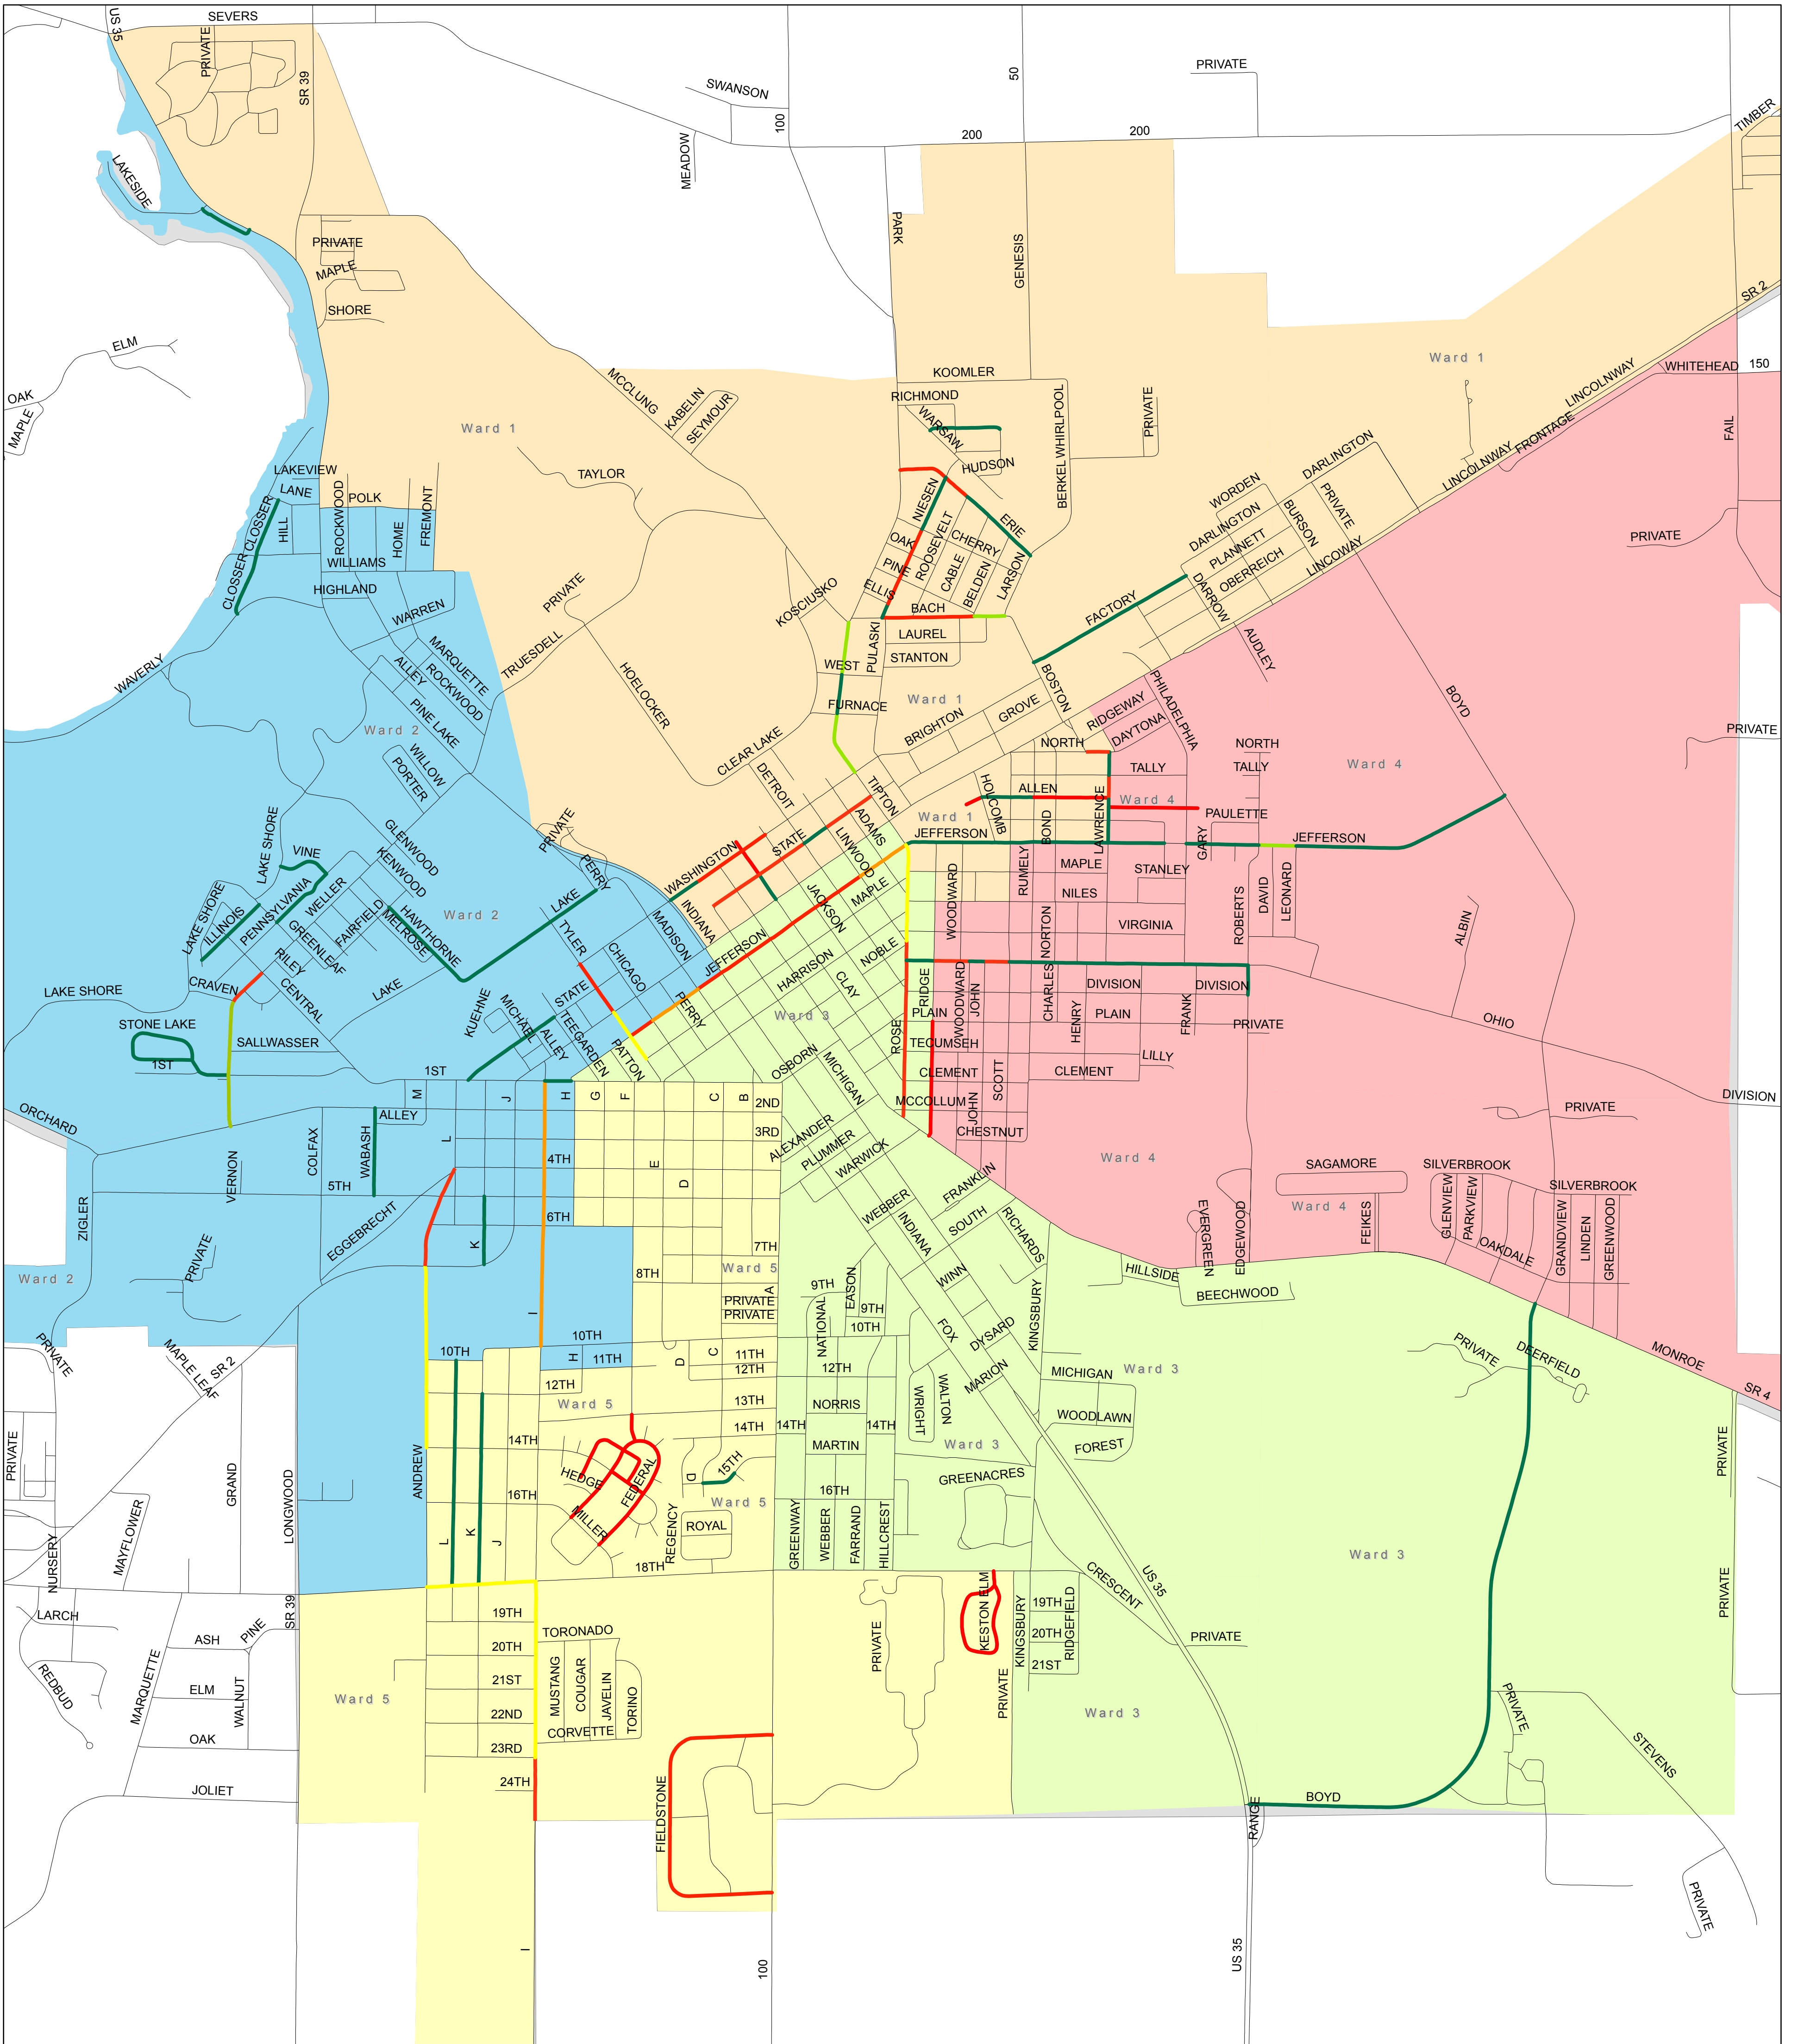 SEVERS
US 35
PRIVATE
SR 39
SWANSON
100
MEADOW
50
PRIVATE
200
200
TIMBER
LAKESIDE
PARK
GENESIS
PRIVATE
MAPLE
SHORE
SR 2
ELM
OAK
MAPLE
MCCLUNG
KABELIN
SEYMOUR
Ward 1
KOOMLER
RICHMOND
WARSAW
HUDSON
BERKEL
WHIRLPOOL
PRIVATE
Ward 1
LINCOLNWAY
WHITEHEAD
150
FAIL
FRONTAGE
LINCOLNWAY
LAKEVIEW
LANE
CLOSSER
CLOSSER
HILL
ROCKWOOD
POLK
HOME
FREMONT
WILLIAMS
HIGHLAND
WARREN
TAYLOR
NIESEN
ERIE
OAK
ROOSEVELT
CHERRY
PINE
CABLE
BELDEN
LARSON
ELLIS
BACH
WORDEN
DARLINGTON
DARLINGTON
PRIVATE
BURSON
PLANNETT
OBERREICH
LINCOWAY
PRIVATE
FACTORY
DARROW
AUDLEY
KOSCIUSKO
PRIVATE
TRUESDELL
HOELOCKER
WAVERLY
MARQUETTE
ALLEY
ROCKWOOD
PINE LAKE
Ward 2
PULASKI
LAUREL
STANTON
WEST
FURNACE
Ward 1
BOSTON
BRIGHTON
GROVE
NORTH
RIDGEWAY
DAYTONA
PHILADELPHIA
BOYD
PRIVATE
NORTH
TALLY
TALLY
Ward 4
CLEAR LAKE
DETROIT
TIPTON
WILLOW
PORTER
HOLCOMB
ALLEN
Ward 4
LAWRENCE
BOND
Ward 1
JEFFERSON
PAULETTE
GARY
JEFFERSON
GLENWOOD
KENWOOD
PRIVATE
PERRY
WASHINGTON
STATE
LINWOOD
ADAMS
LAKE SHORE
VINE
PENNSYLVANIA
WELLER
LAKE SHORE
ILLINOIS
GREENLEAF
FAIRFIELD
HAWTHORNE
MELROSE
Ward 2
LAKE
TYLER
CHICAGO
MADISON
INDIANA
JACKSON
MAPLE
WOODWARD
RUMELY
MAPLE
STANLEY
NILES
VIRGINIA
ROBERTS
DAVID
LEONARD
ALBIN
JEFFERSON
HARRISON
NOBLE
CLAY
NORTON
RIDGE
WOODWARD
JOHN
CHARLES
DIVISION
DIVISION
HENRY
PLAIN
PLAIN
FRANK
PRIVATE
OHIO
DIVISION
RILEY
CRAVEN
CENTRAL
LAKE
LAKE SHORE
STONE LAKE
1ST
SALLWASSER
KUEHNE
MICHAEL
ALLEY
STATE
TEEGARDEN
PATTON
PERRY
Ward 3
ROSE
TECUMSEH
CLEMENT
SCOTT
CLEMENT
LILLY
MCCOLLUM
JOHN
CHESTNUT
OSBORN
MICHIGAN
1ST
M
J
H
G
F
C
B
2ND
3RD
ALLEY
ORCHARD
PRIVATE
COLFAX
WABASH
L
4TH
E
D
ALEXANDER
PLUMMER
WARWICK
Ward 4
VERNON
5TH
ZIGLER
EGGEBRECHT
K
6TH
7TH
WEBBER
FRANKLIN
INDIANA
SOUTH
RICHARDS
SAGAMORE
Ward 4
FEIKES
EVERGREEN
EDGEWOOD
SILVERBROOK
SILVERBROOK
GLENVIEW
PARKVIEW
OAKDALE
GRANDVIEW
LINDEN
GREENWOOD
PRIVATE
Ward 2
8TH
Ward 5
A
PRIVATE
PRIVATE
I
9TH
EASON
NATIONAL
9TH
10TH
WINN
FOX
DYSARD
KINGSBURY
HILLSIDE
BEECHWOOD
PRIVATE
DEERFIELD
MONROE
SR 4
PRIVATE
MAPLE LEAF
SR 2
10TH
10TH
H
11TH
D
C
11TH
12TH
12TH
12TH
MARION
MICHIGAN
Ward 3
Ward 5
13TH
14TH
14TH
NORRIS
14TH
MARTIN
WRIGHT
WALTON
WOODLAWN
FOREST
Ward 3
PRIVATE
PRIVATE
GRAND
LONGWOOD
ANDREW
14TH
HEDGE
FEDERAL
D
15TH
16TH
16TH
GREENACRES
Ward 5
MILLER
REGENCY
ROYAL
MAYFLOWER
NURSERY
L
K
J
18TH
GREENWAY
WEBBER
FARRAND
HILLCREST
Ward 3
US 35
CRESCENT
PRIVATE
LARCH
SR 39
19TH
KESTON ELM
KINGSBURY
19TH
RIDGEFIELD
20TH
21ST
PRIVATE
ASH
PINE
20TH
TORONADO
PRIVATE
REDBUD
MARQUETTE
ELM
WALNUT
Ward 5
21ST
MUSTANG
COUGAR
JAVELIN
TORINO
PRIVATE
22ND
CORVETTE
Ward 3
PRIVATE
STEVENS
OAK
23RD
24TH
JOLIET
FIELDSTONE
RANGE
BOYD
PRIVATE
I
100
US 35